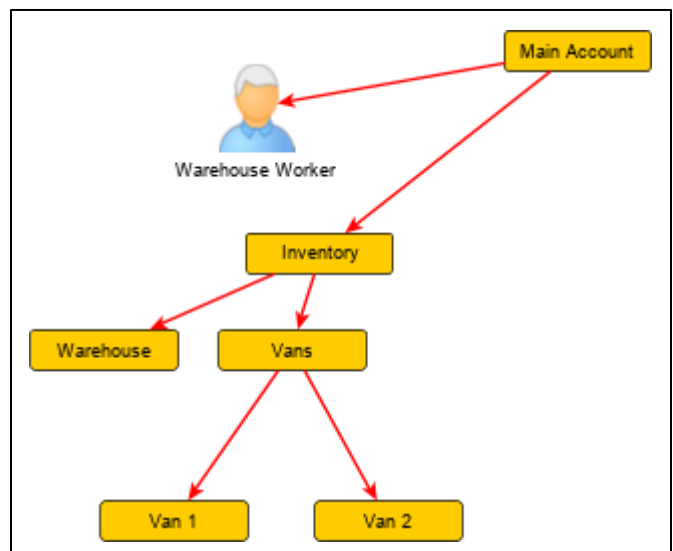 Main Account
Warehouse Worker
Inventory
Warehouse
Vans
Van 1
Van 2